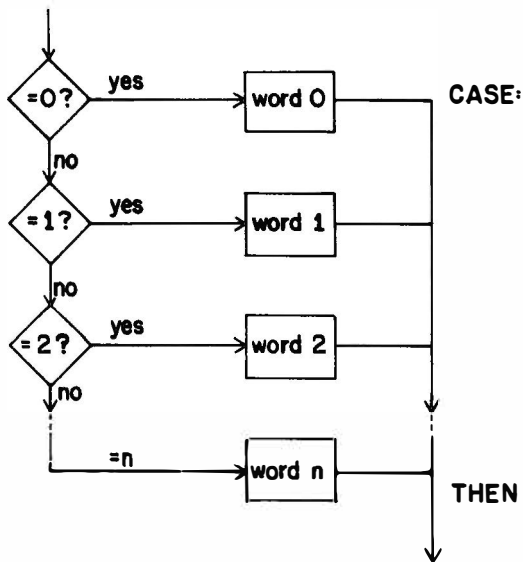 yes
=0?
word 0
CASE:
no
yes
=1?
word 1
no
yes
=2?
word 2
no
=n
word n
THEN